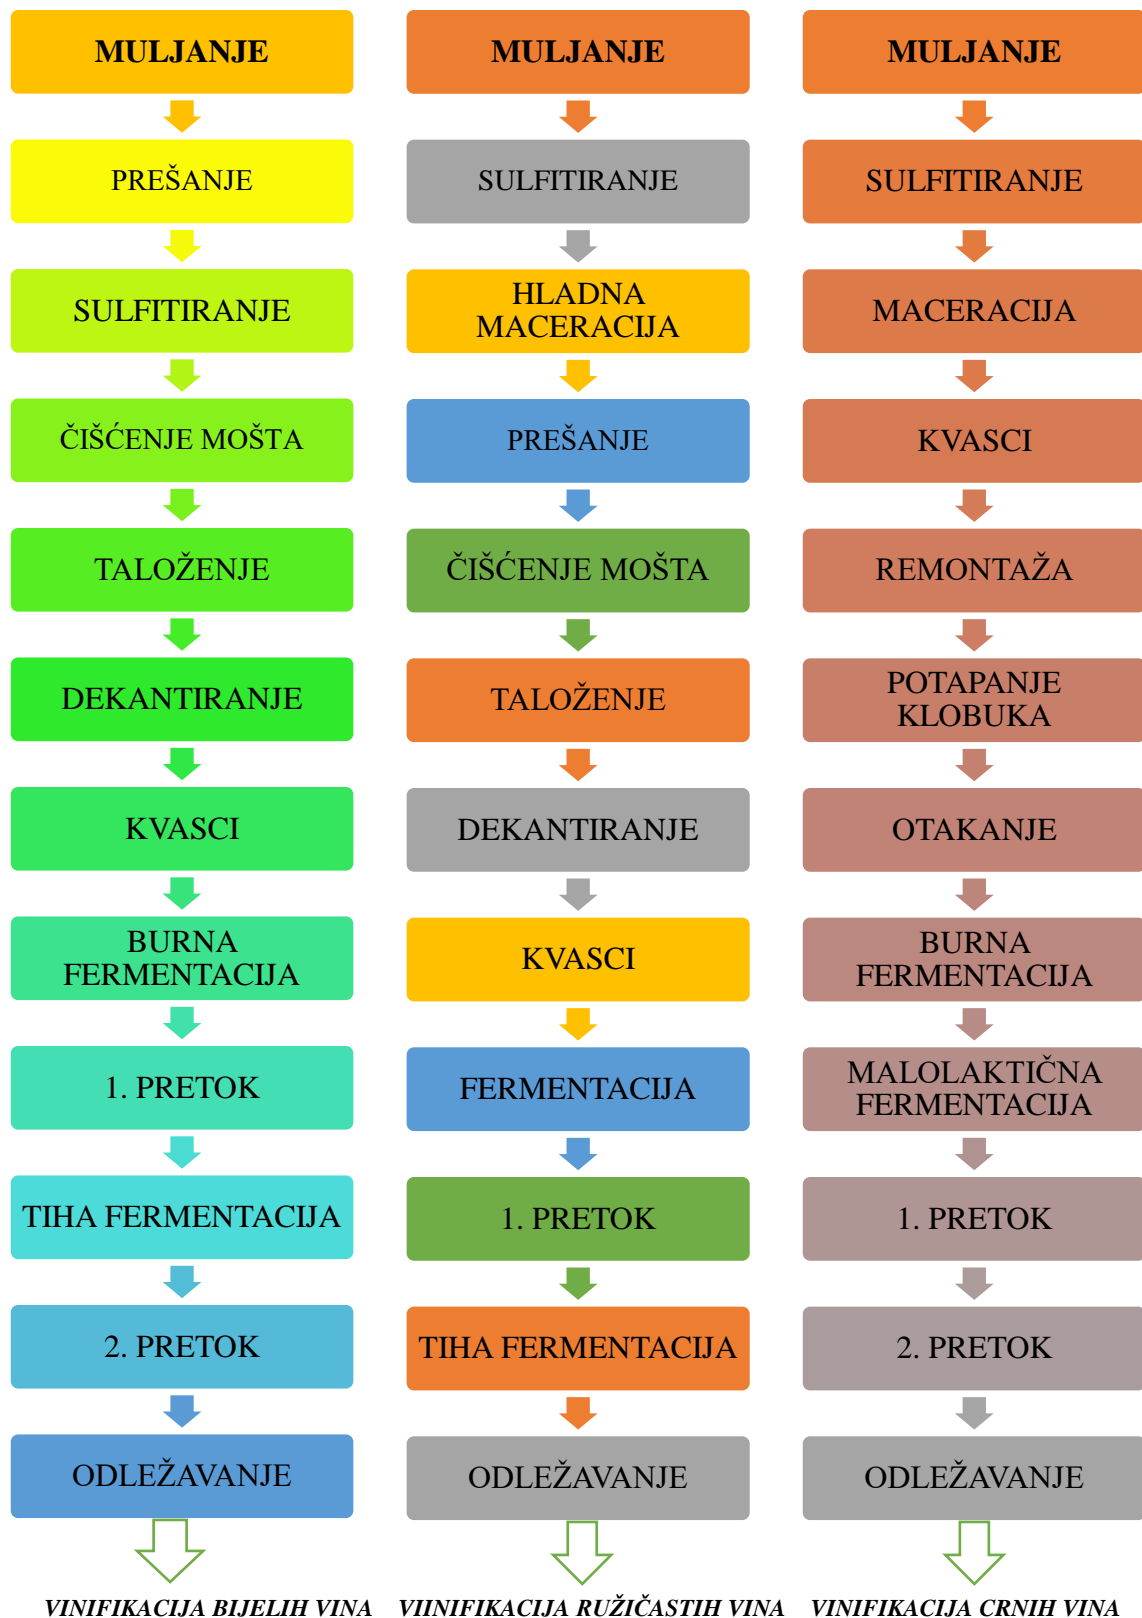 MULJANJE
PREŠANJE
SULFITIRANJE
ČIŠĆENJE MOŠTA
TALOŽENJE
DEKANTIRANJE
KVASCI
BURNA
FERMENTACIJA
1. PRETOK
TIHA FERMENTACIJA
2. PRETOK
ODLEŽAVANJE
VINIFIKACIJA BIJELIH VINA
MULJANJE
SULFITIRANJE
HLADNA
MACERACIJA
PREŠANJE
ČIŠĆENJE MOŠTA
TALOŽENJE
DEKANTIRANJE
KVASCI
FERMENTACIJA
1. PRETOK
TIHA FERMENTACIJA
ODLEŽAVANJE
VIINIFIKACIJA RUŽIČASTIH VINA
MULJANJE
SULFITIRANJE
MACERACIJA
KVASCI
REMONTAŽA
POTAPANJE
KLOBUKA
OTAKANJE
BURNA
FERMENTACIJA
MALOLAKTIČNA
FERMENTACIJA
1. PRETOK
2. PRETOK
ODLEŽAVANJE
VINIFIKACIJA CRNIH VINA